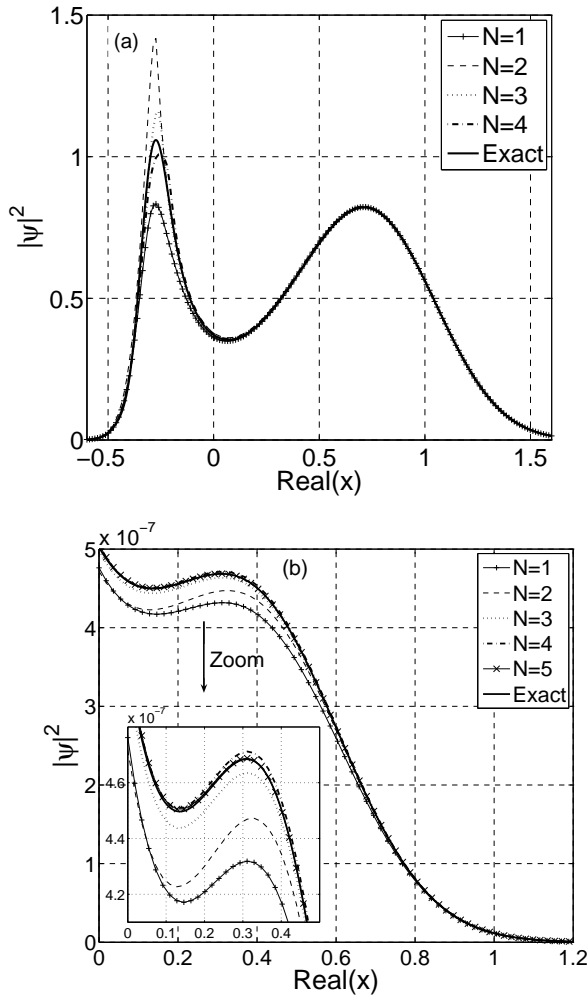 (a)
N=1
N=2
N=3
N=4
Exact
1.5
1
0.5
0
|ψ|²
−0.5 0 0.5 1 1.5
Real(x)
x 10⁻⁷
(b)
N=1
N=2
N=3
N=4
N=5
Exact
5
4
3
2
1
0
|ψ|²
Zoom
x 10⁻⁷
4.6
4.4
4.2
0 0.1 0.2 0.3 0.4
0 0.2 0.4 0.6 0.8 1 1.2
Real(x)